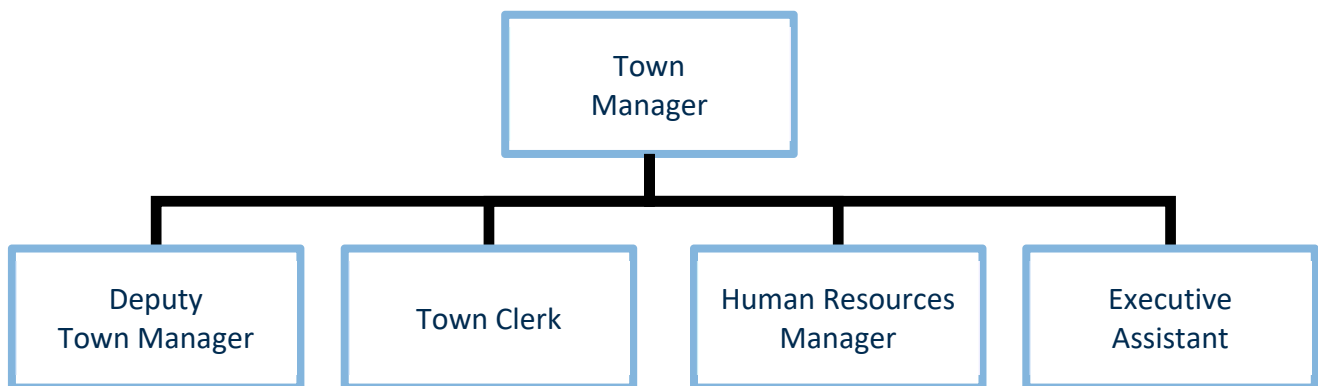 Town
Manager
Deputy
Town Manager
Town Clerk
Human Resources
Manager
Executive
Assistant